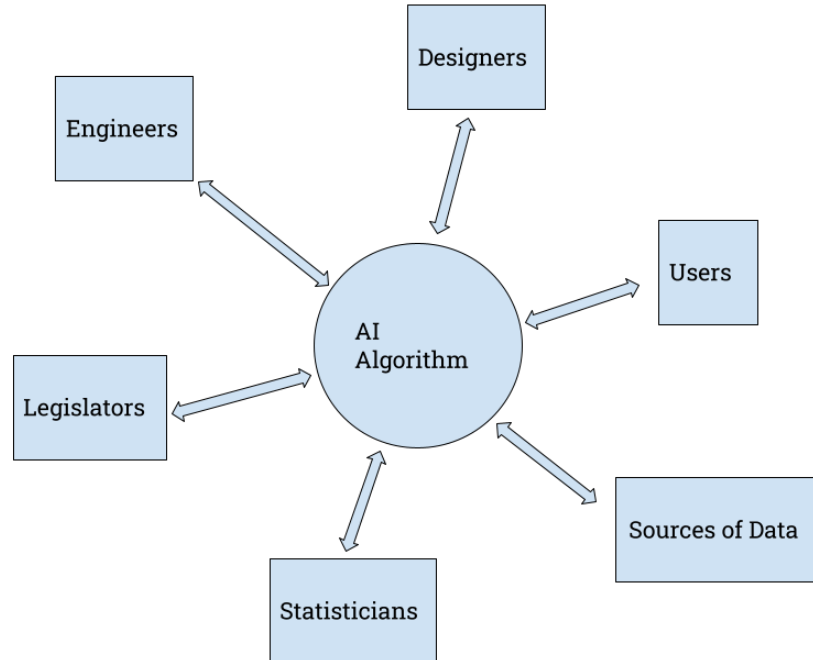 Designers
Engineers
Users
AI
Algorithm
Legislators
Sources of Data
Statisticians